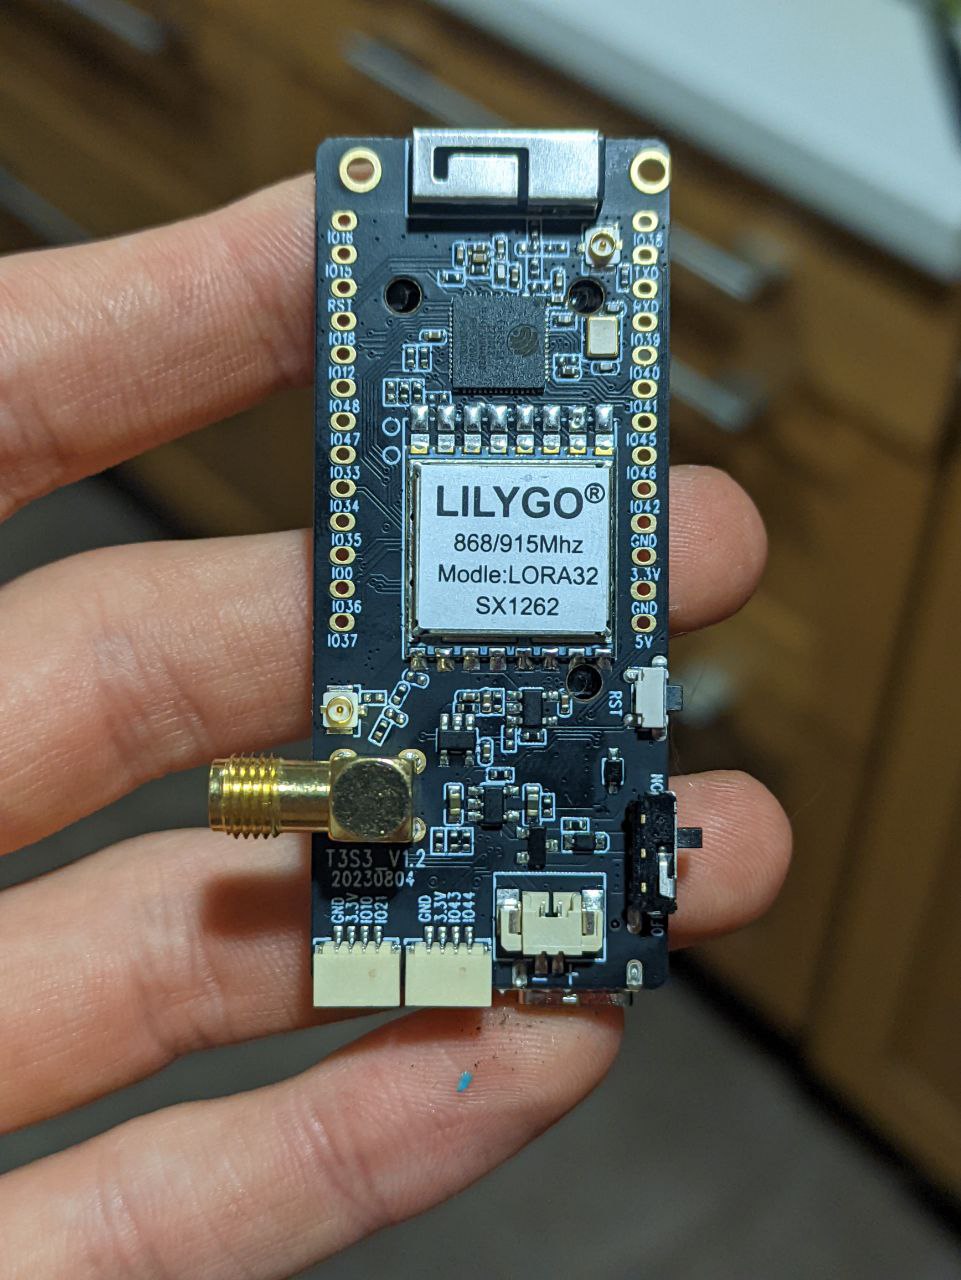 IO16
IO15
RST
IO18
IO12
IO48
IO47
IO33
IO34
IO35
IO0
IO36
IO37
IO38
TXD
RXD
IO39
IO40
IO41
IO45
IO46
IO42
GND
3.3V
GND
5V
LILYGO®
868/915Mhz
Modle:LORA32
SX1262
RST
ON
T3S3_V1.2
20230804
GND
3.3V
IO10
IO21
GND
3.3V
IO43
IO44